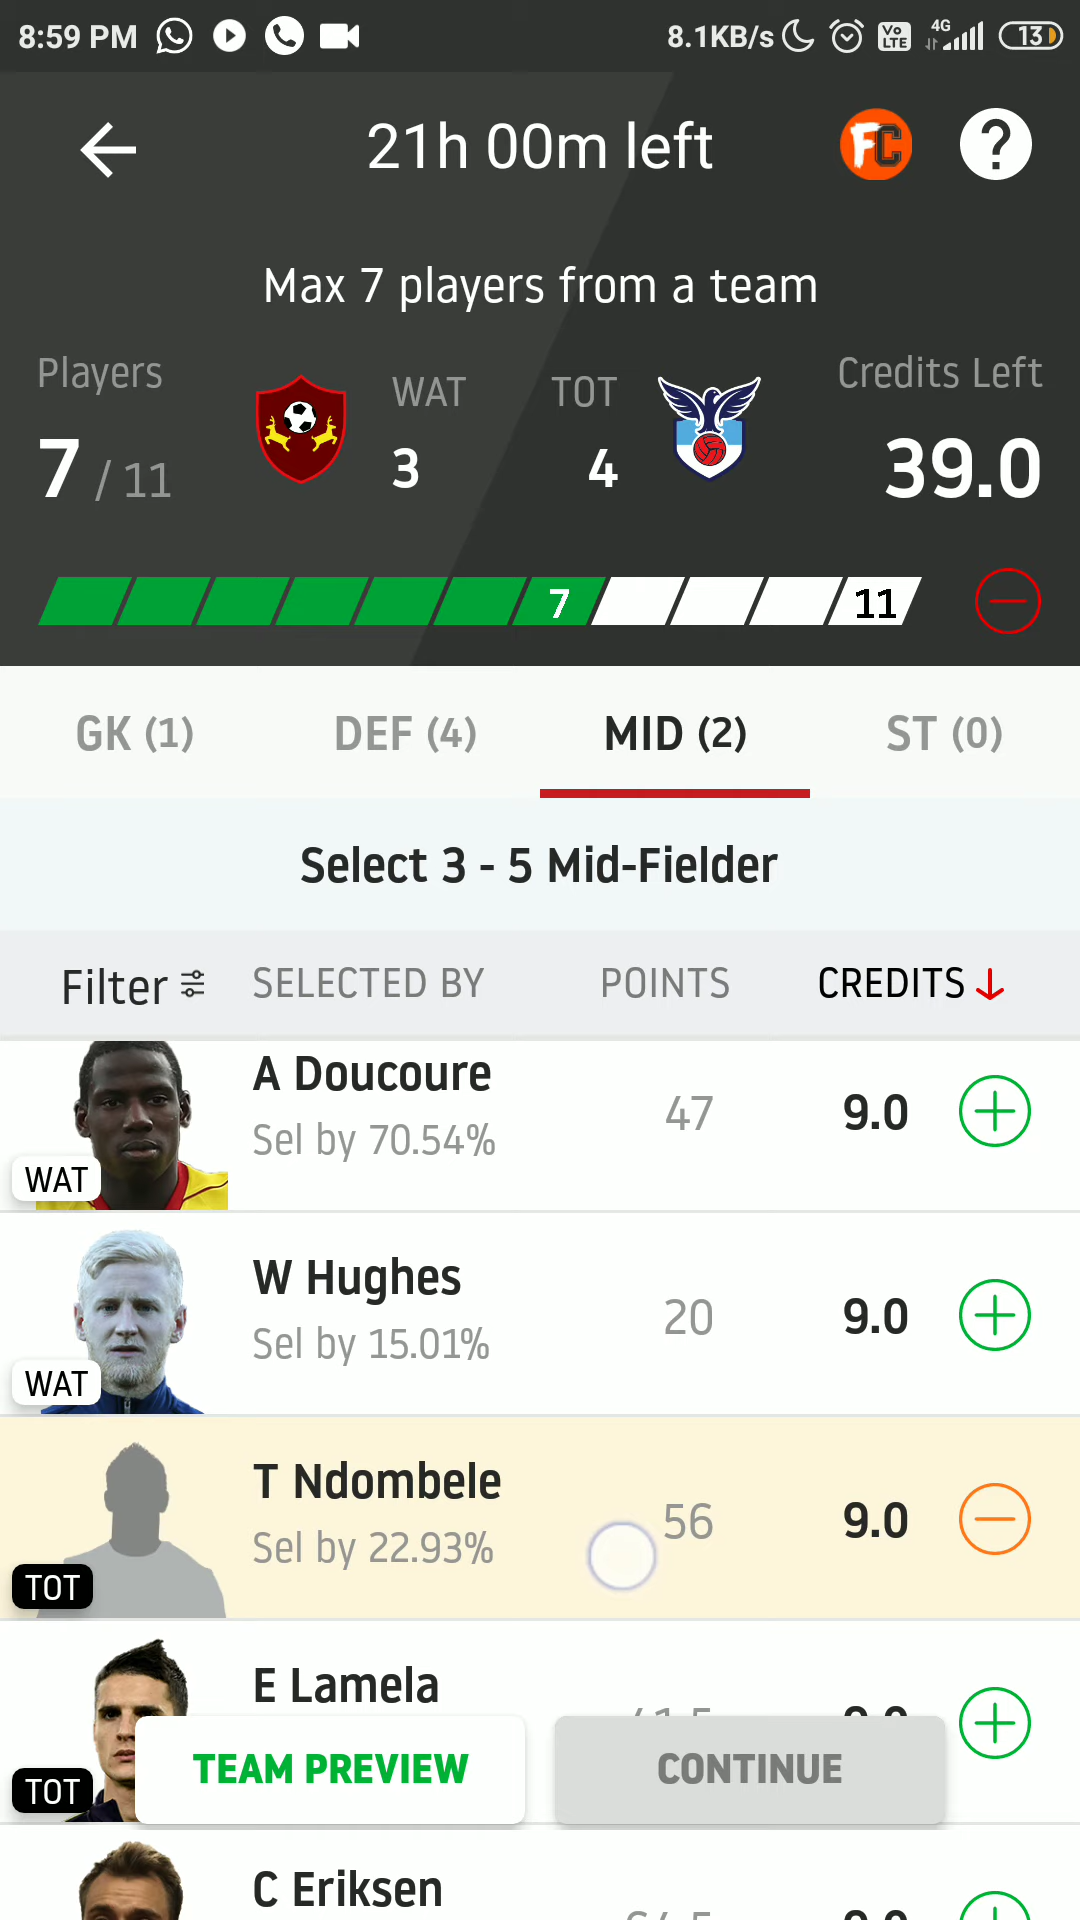 8:59 PM
8.1KB/s
Vo LTE
4G
13
21h 00m left
FC
?
Max 7 players from a team
Players
WAT
TOT
Credits Left
7 / 11
3
4
39.0
7
11
GK (1)
DEF (4)
MID (2)
ST (0)
Select 3 - 5 Mid-Fielder
Filter
SELECTED BY
POINTS
CREDITS
A Doucoure
Sel by 70.54%
47
9.0
WAT
W Hughes
Sel by 15.01%
20
9.0
WAT
T Ndombele
Sel by 22.93%
56
9.0
TOT
E Lamela
TOT
TEAM PREVIEW
CONTINUE
C Eriksen